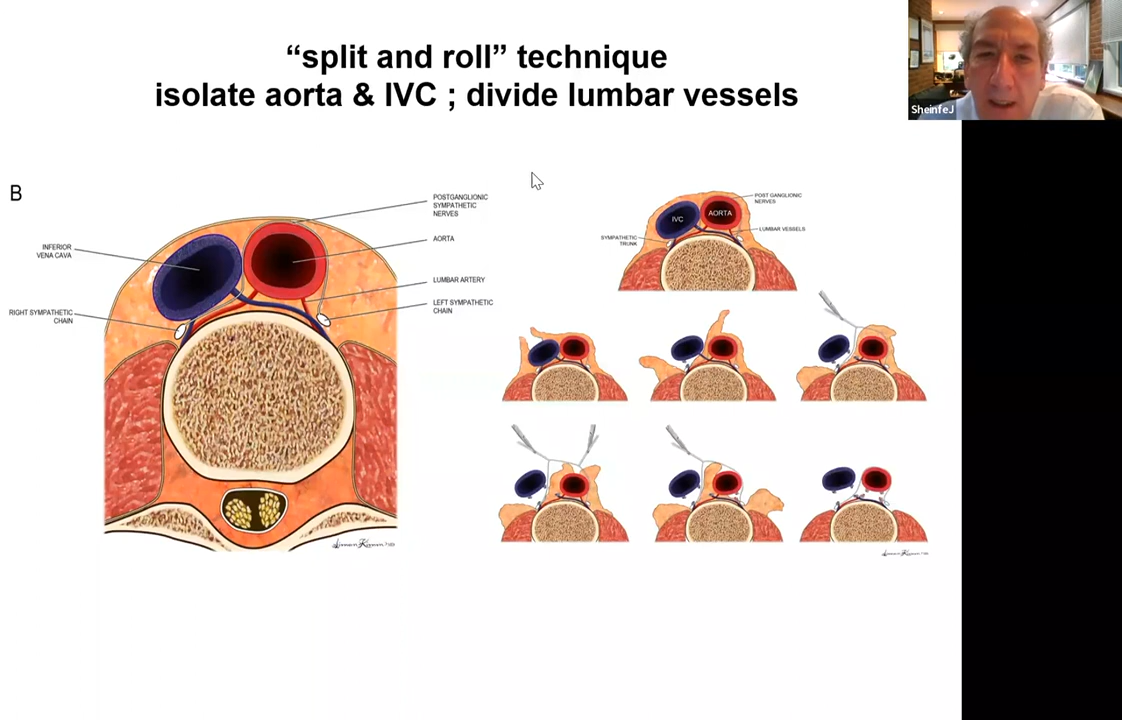 “split and roll” technique
isolate aorta & IVC ; divide lumbar vessels
SheinfeJ
B
POSTGANGLIONIC
SYMPATHETIC
NERVES
AORTA
LUMBAR ARTERY
LEFT SYMPATHETIC
CHAIN
INFERIOR
VENA CAVA
RIGHT SYMPATHETIC
CHAIN
POST GANGLIONIC
NERVES
IVC
AORTA
LUMBAR VESSELS
SYMPATHETIC
TRUNK